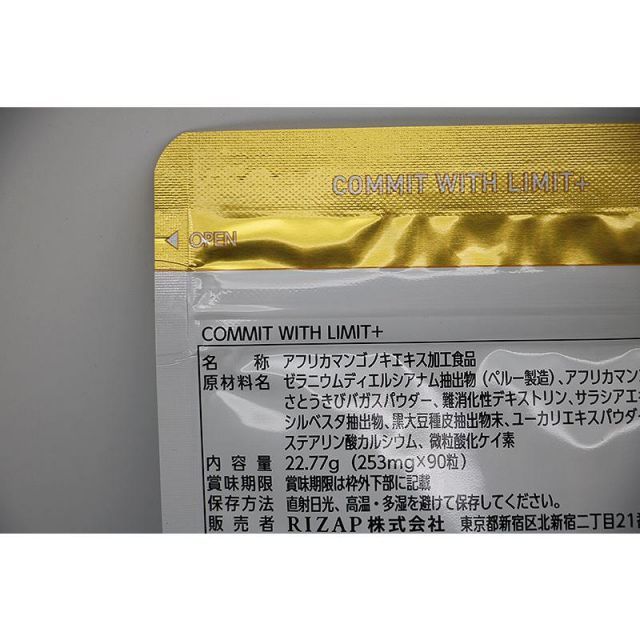 COMMIT WITH LIMIT+
OPEN
COMMIT WITH LIMIT+
名称 アフリカマンゴノキエキス加工食品
原材料名 ゼラニウムディエルシアナム抽出物（ペルー製造）、アフリカマンゴ
さとうきびバガスパウダー、難消化性デキストリン、サラシアエ
シルベスタ抽出物、黒大豆種皮抽出物末、ユーカリエキスパウダ
ステアリン酸カルシウム、微粒酸化ケイ素
内容量 22.77g（253mg×90粒）
賞味期限 賞味期限は枠外下部に記載
保存方法 直射日光、高温・多湿を避けて保存してください。
販売者 RIZAP株式会社 東京都新宿区北新宿二丁目21番